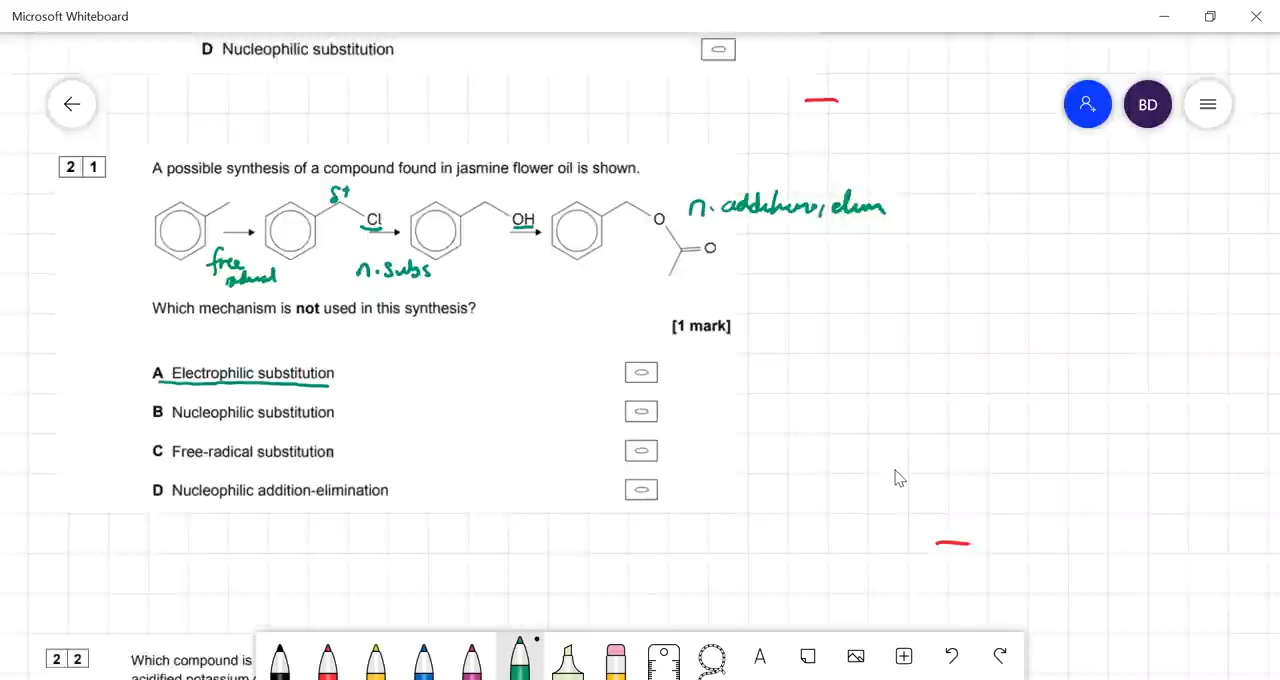 Microsoft Whiteboard
D Nucleophilic substitution
BD
2 1 A possible synthesis of a compound found in jasmine flower oil is shown.
δ+
n. addition, elim
Cl OH O
O
free
radical
n. subs
Which mechanism is not used in this synthesis?
[1 mark]
A Electrophilic substitution
B Nucleophilic substitution
C Free-radical substitution
D Nucleophilic addition-elimination
2 2 Which compound is
acidified potassium
A